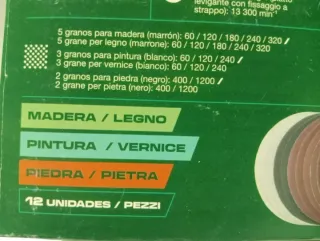 levigante con fissaggio a
strappo): 13 300 min⁻¹
5 granos para madera (marrón): 60 / 120 / 180 / 240 / 320 /
5 grane per legno (marrone): 60 / 120 / 180 / 240 / 320
3 granos para pintura (blanco): 60 / 120 / 240 /
3 grane per vernice (bianco): 60 / 120 / 240
2 granos para piedra (negro): 400 / 1200 /
2 grane per pietra (nero): 400 / 1200
MADERA / LEGNO
PINTURA / VERNICE
PIEDRA / PIETRA
12 UNIDADES / PEZZI